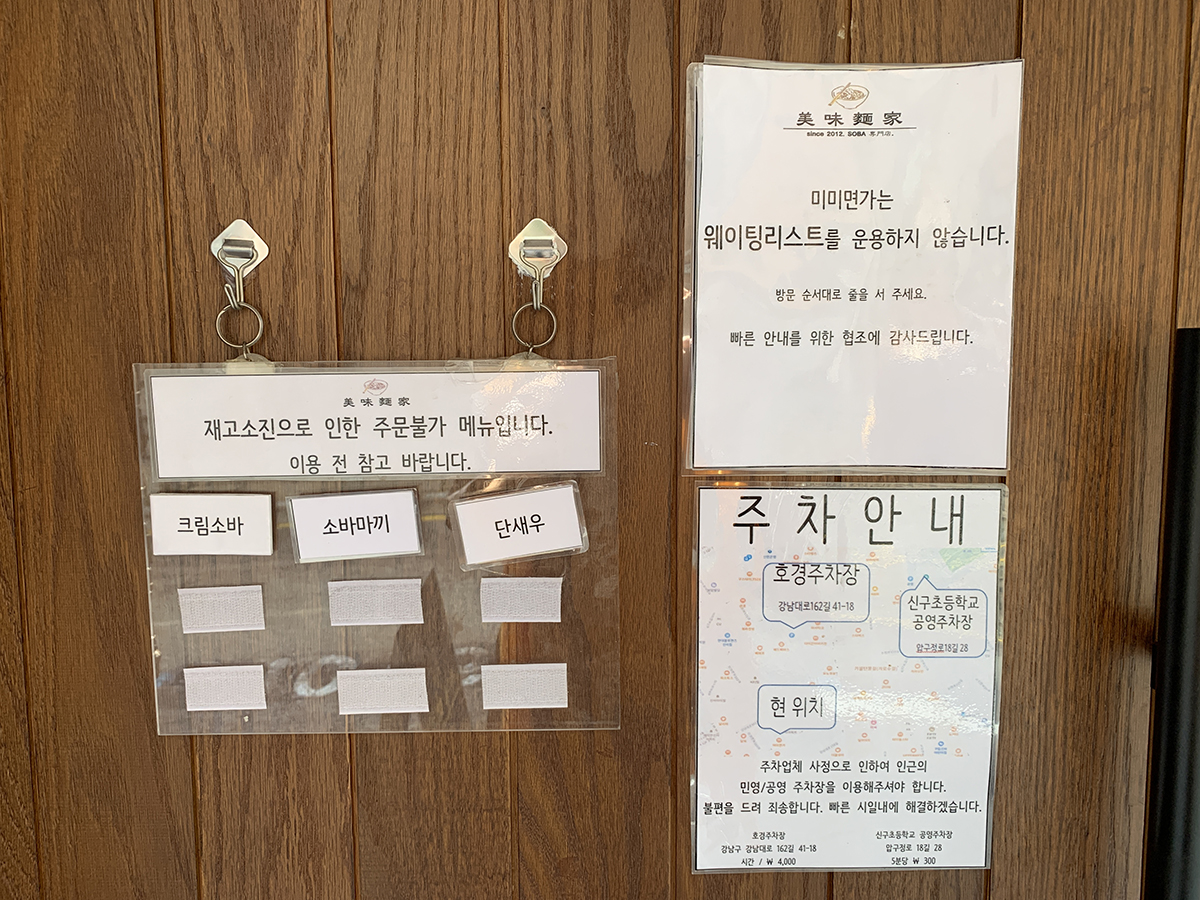 美味麵家
재고소진으로 인한 주문불가 메뉴입니다.
이용 전 참고 바랍니다.
크림소바
소바마끼
단새우
美味麵家
since 2012. SOBA 専門店.
미미면가는
웨이팅리스트를 운용하지 않습니다.
방문 순서대로 줄을 서 주세요.
빠른 안내를 위한 협조에 감사드립니다.
주차안내
호경주차장
강남대로162길 41-18
신구초등학교
공영주차장
압구정로18길 28
현 위치
주차업체 사정으로 인하여 인근의
민영/공영 주차장을 이용해주셔야 합니다.
불편을 드려 죄송합니다. 빠른 시일내에 해결하겠습니다.
호경주차장
강남구 강남대로 162길 41-18
시간 / ₩ 4,000
신구초등학교 공영주차장
압구정로 18길 28
5분당 ₩ 300